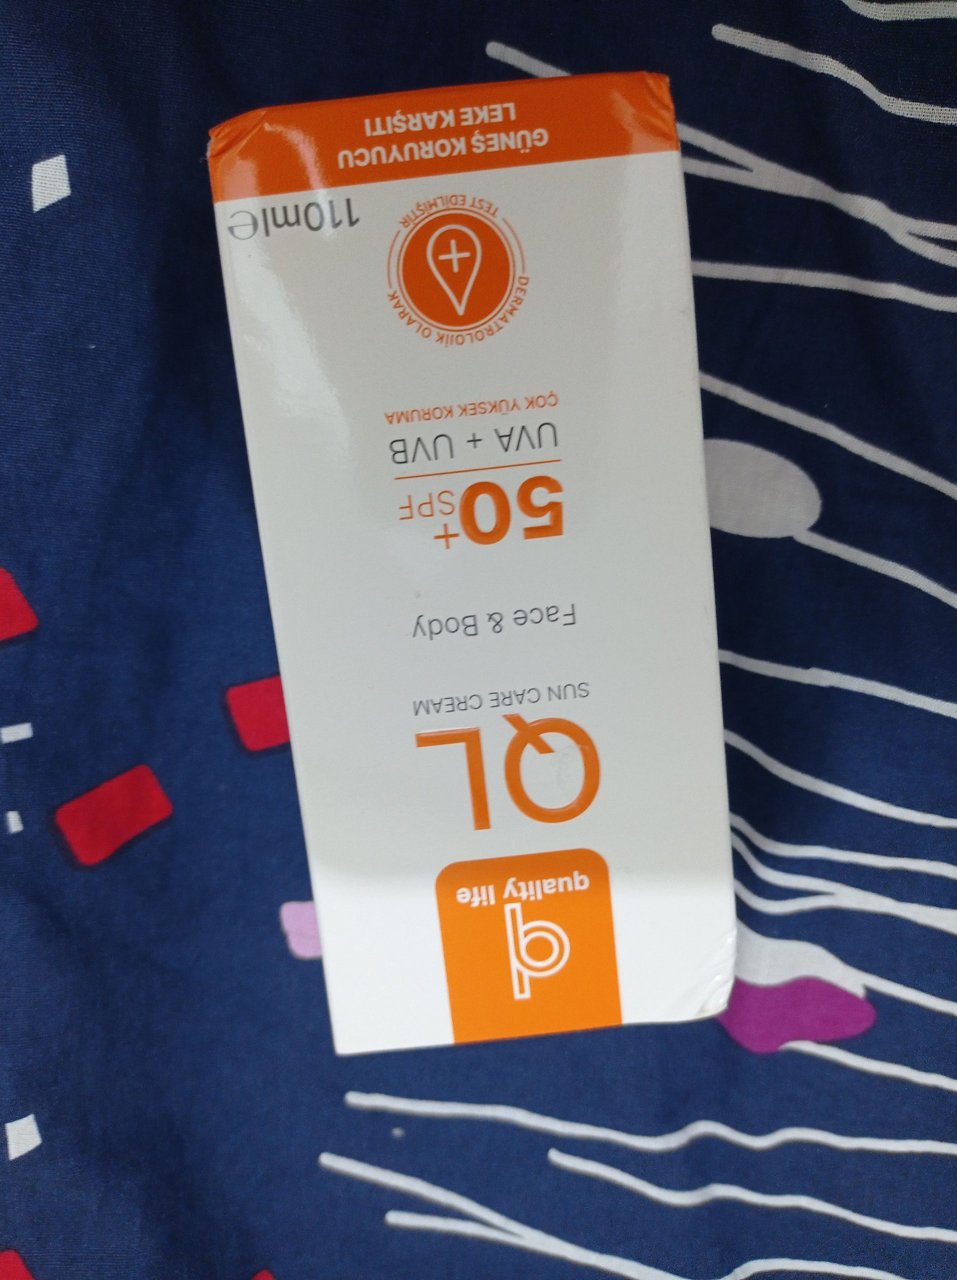 quality life
QL
SUN CARE CREAM
Face & Body
50+ SPF
UVA + UVB
ÇOK YÜKSEK KORUMA
DERMATROLOJİK OLARAK
TEST EDİLMİŞTİR
110ml℮
GÜNEŞ KORUYUCU
LEKE KARŞITI